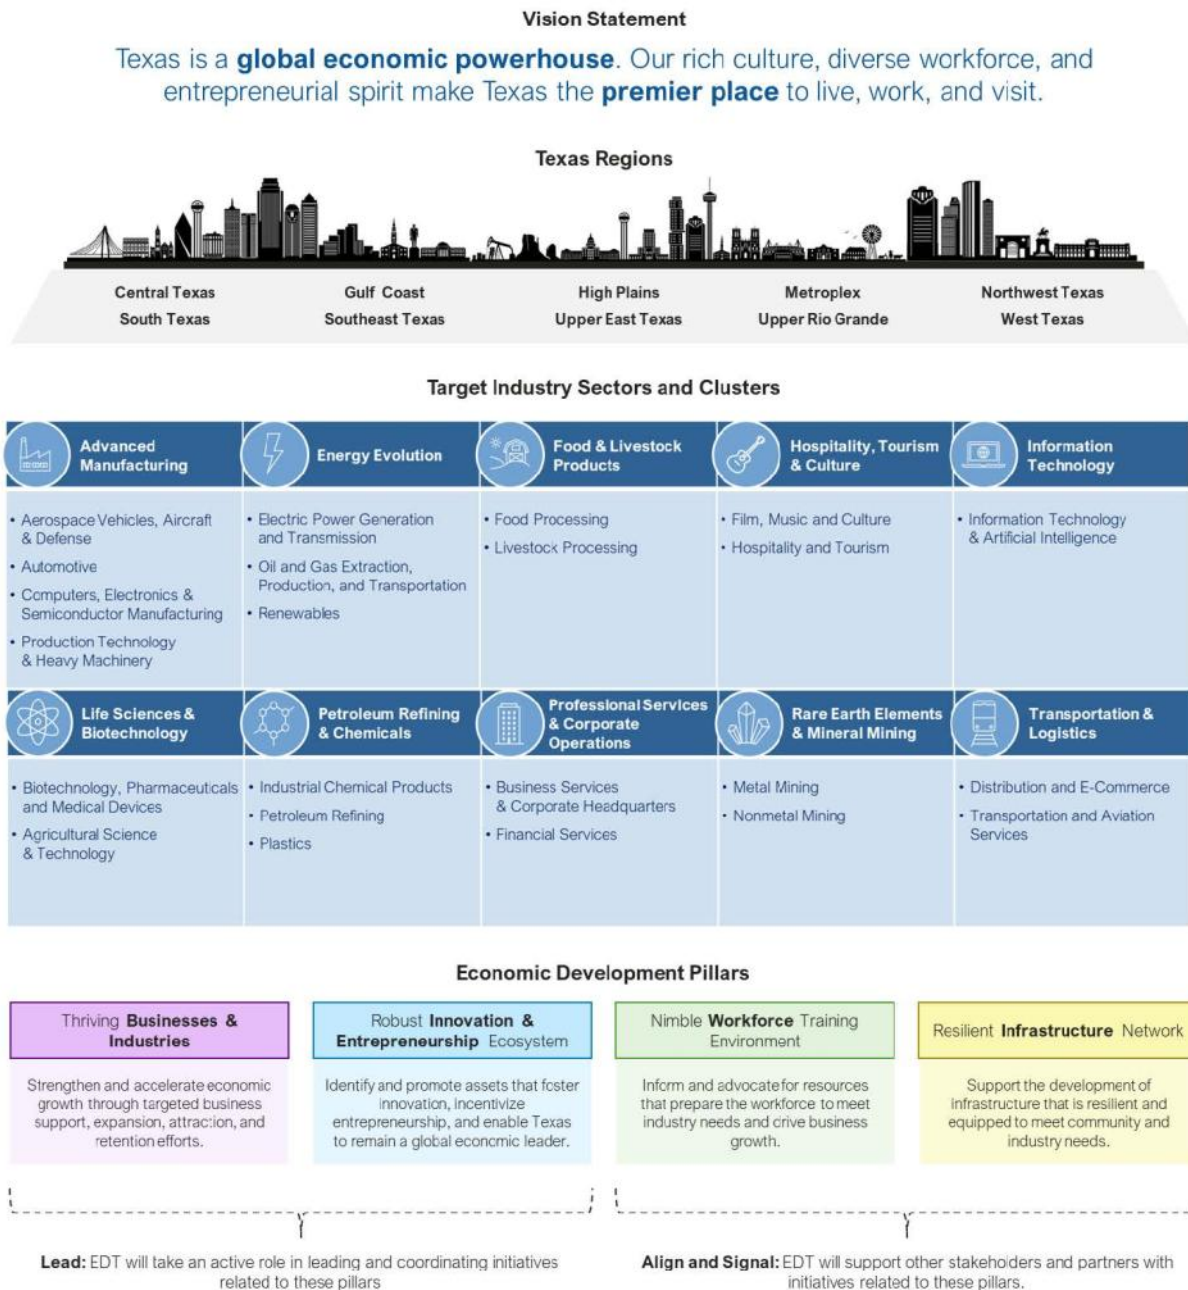 Vision Statement
Texas is a global economic powerhouse. Our rich culture, diverse workforce, and
entrepreneurial spirit make Texas the premier place to live, work, and visit.
Texas Regions
Central Texas
South Texas
Gulf Coast
Southeast Texas
High Plains
Upper East Texas
Metroplex
Upper Rio Grande
Northwest Texas
West Texas
Target Industry Sectors and Clusters
Advanced
Manufacturing
• Aerospace Vehicles, Aircraft
& Defense
• Automotive
• Computers, Electronics &
Semiconductor Manufacturing
• Production Technology
& Heavy Machinery
Energy Evolution
• Electric Power Generation
and Transmission
• Oil and Gas Extraction,
Production, and Transportation
• Renewables
Food & Livestock
Products
• Food Processing
• Livestock Processing
Hospitality, Tourism
& Culture
• Film, Music and Culture
• Hospitality and Tourism
Information
Technology
• Information Technology
& Artificial Intelligence
Life Sciences &
Biotechnology
• Biotechnology, Pharmaceuticals
and Medical Devices
• Agricultural Science
& Technology
Petroleum Refining
& Chemicals
• Industrial Chemical Products
• Petroleum Refining
• Plastics
Professional Services
& Corporate
Operations
• Business Services
& Corporate Headquarters
• Financial Services
Rare Earth Elements
& Mineral Mining
• Metal Mining
• Nonmetal Mining
Transportation &
Logistics
• Distribution and E-Commerce
• Transportation and Aviation
Services
Economic Development Pillars
Thriving Businesses &
Industries
Strengthen and accelerate economic
growth through targeted business
support, expansion, attraction, and
retention efforts.
Robust Innovation &
Entrepreneurship Ecosystem
Identify and promote assets that foster
innovation, incentivize
entrepreneurship, and enable Texas
to remain a global economic leader.
Nimble Workforce Training
Environment
Inform and advocate for resources
that prepare the workforce to meet
industry needs and drive business
growth.
Resilient Infrastructure Network
Support the development of
infrastructure that is resilient and
equipped to meet community and
industry needs.
Lead: EDT will take an active role in leading and coordinating initiatives
related to these pillars
Align and Signal: EDT will support other stakeholders and partners with
initiatives related to these pillars.